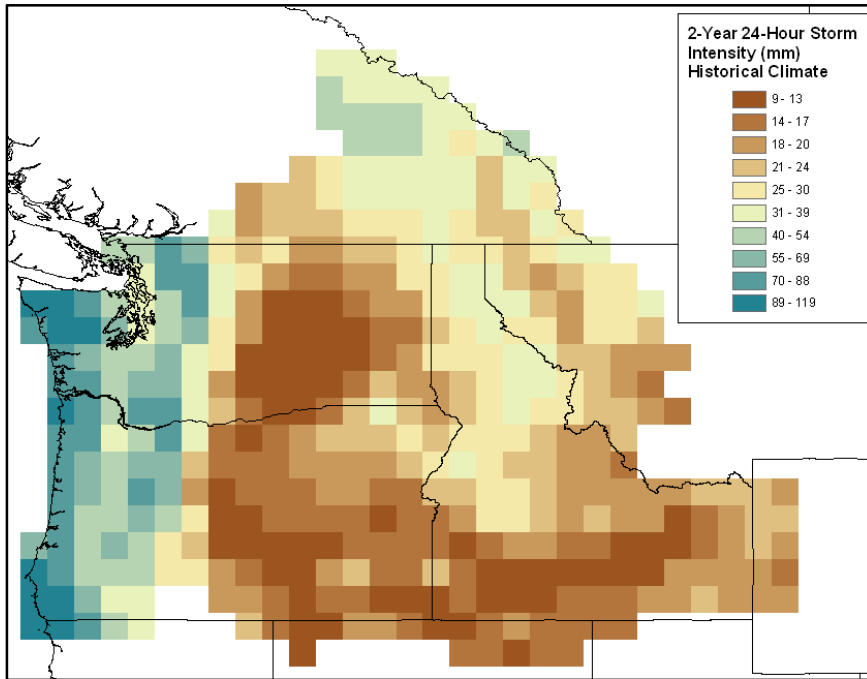 2-Year 24-Hour Storm
Intensity (mm)
Historical Climate
9 - 13
14 - 17
18 - 20
21 - 24
25 - 30
31 - 39
40 - 54
55 - 69
70 - 88
89 - 119